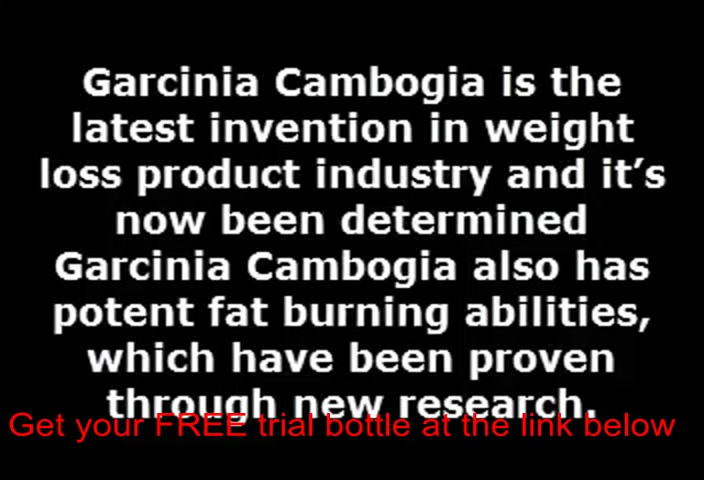 Garcinia Cambogia is the
latest invention in weight
loss product industry and it’s
now been determined
Garcinia Cambogia also has
potent fat burning abilities,
which have been proven
through new research.
Get your FREE trial bottle at the link below